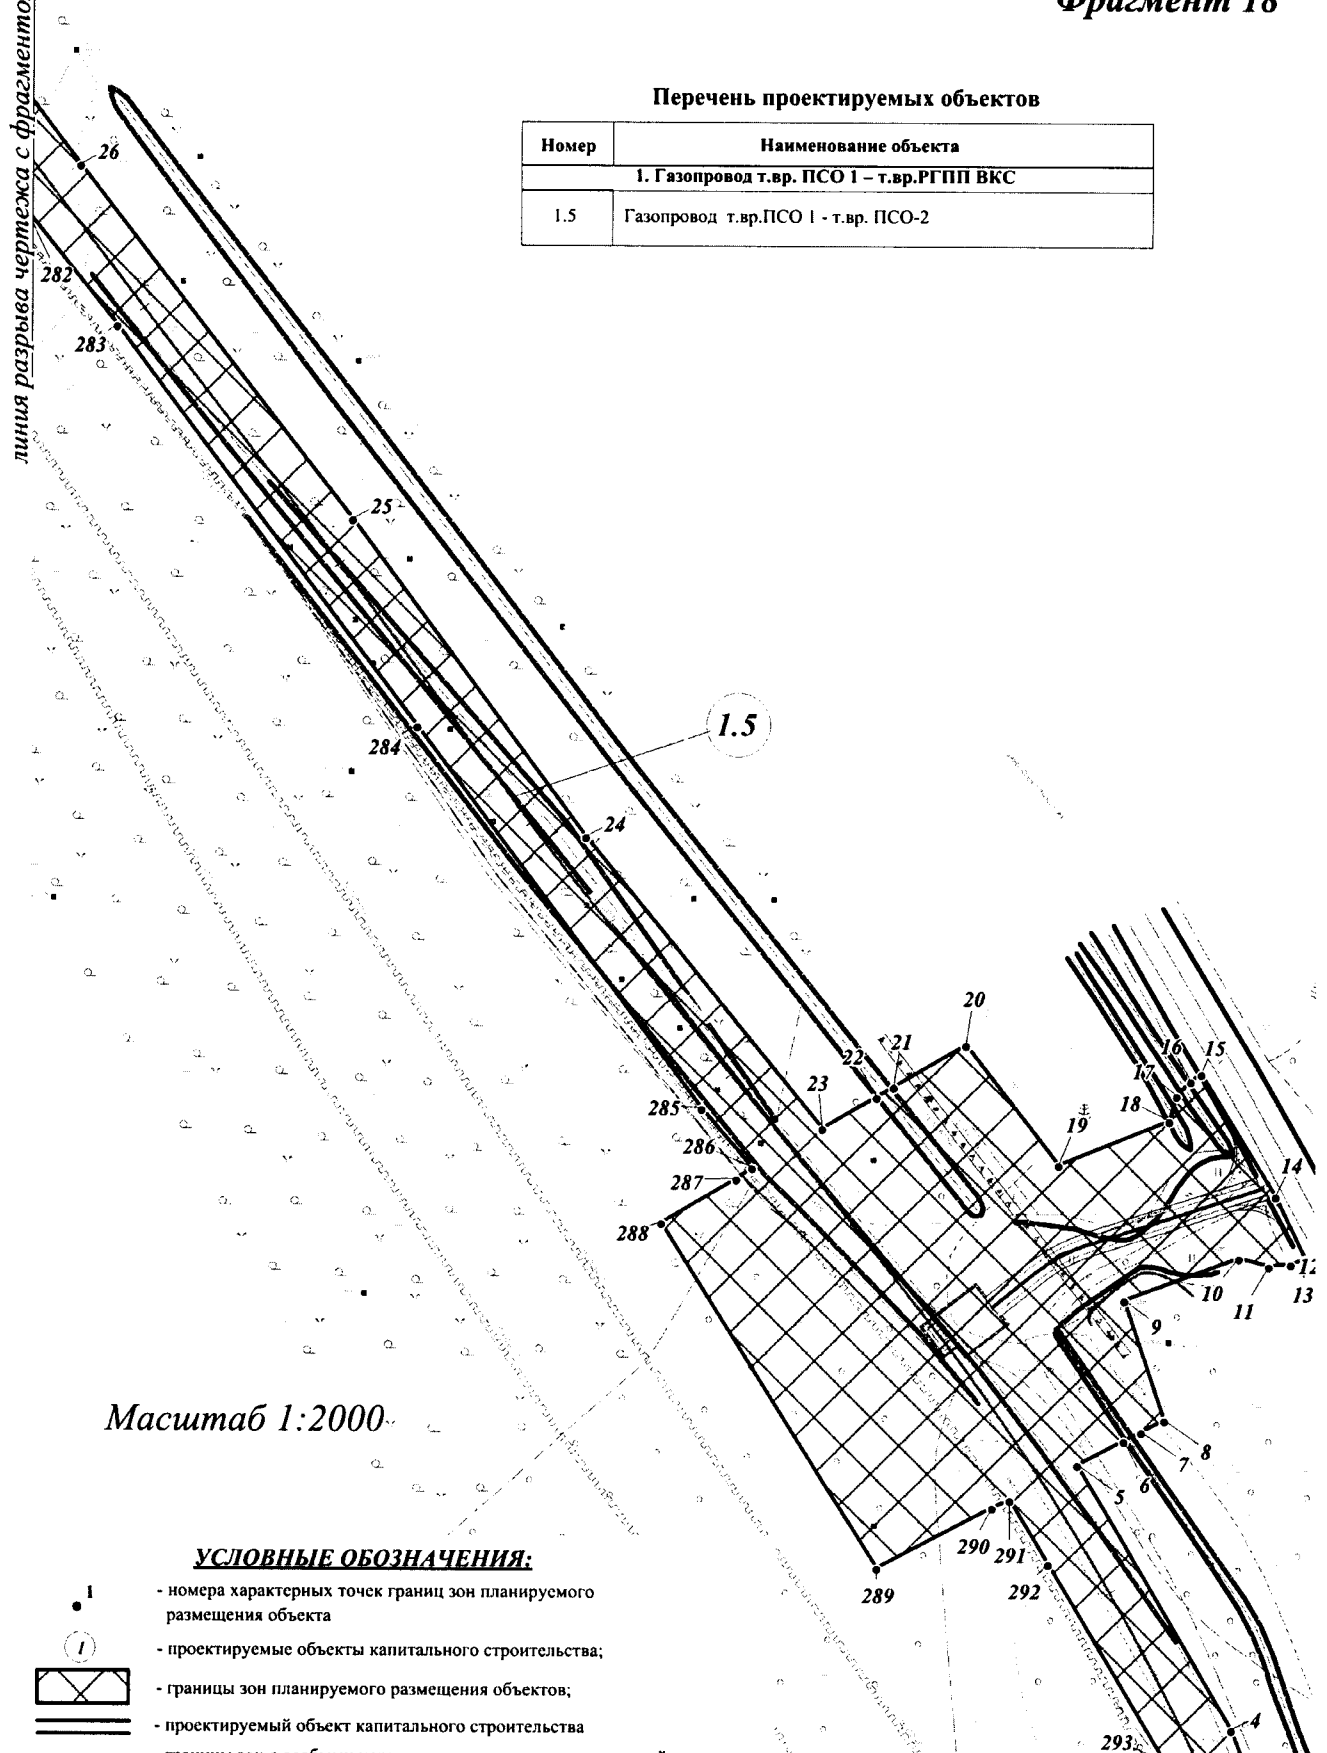 Фрагмент 18
линия разрыва чертежа с фрагментo
Перечень проектируемых объектов
Номер Наименование объекта
1. Газопровод т.вр. ПСО 1 – т.вр.РГПП ВКС
1.5 Газопровод т.вр.ПСО 1 - т.вр. ПСО-2
26
282
283
25
284
1.5
24
20
21
22
23
16
15
17
18
19
285
286
287
288
14
12
13
10
11
9
8
7
6
5
290
291
292
289
4
293
Масштаб 1:2000
УСЛОВНЫЕ ОБОЗНАЧЕНИЯ:
1 - номера характерных точек границ зон планируемого
размещения объекта
1 - проектируемые объекты капитального строительства;
- границы зон планируемого размещения объектов;
- проектируемый объект капитального строительства